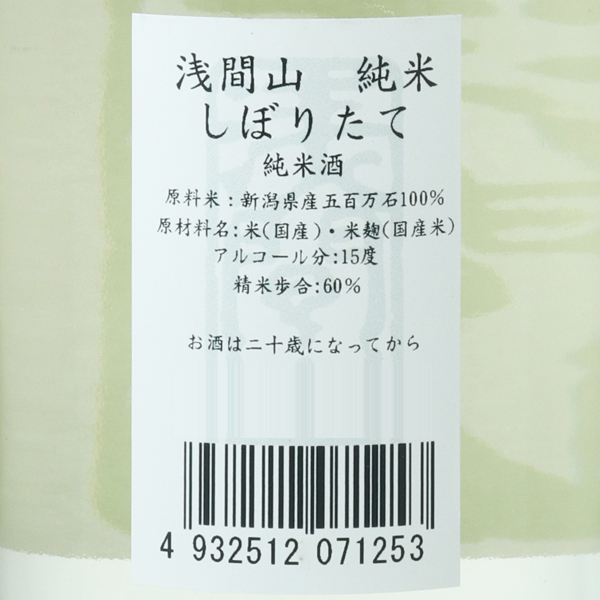 浅間山　純米
しぼりたて
純米酒
原料米：新潟県産五百万石100%
原材料名:米(国産)・米麹(国産米)
アルコール分:15度
精米歩合:60%
お酒は二十歳になってから
4 932512 071253